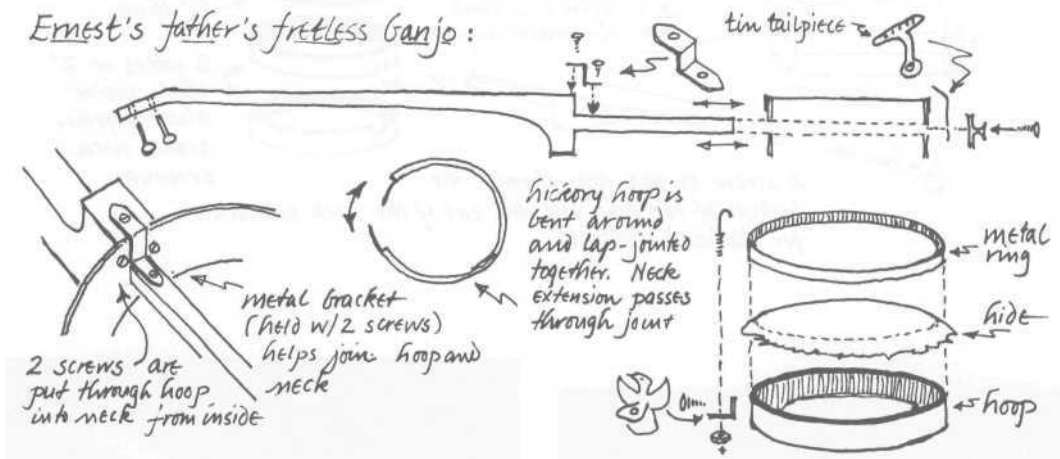 Ernest's father's fretless banjo:
tin tailpiece
hickory hoop is
bent around
and lap-jointed
together. Neck
extension passes
through joint
metal
ring
hide
hoop
metal bracket
(held w/2 screws)
helps join hoop and
neck
2 screws are
put through hoop
into neck from inside